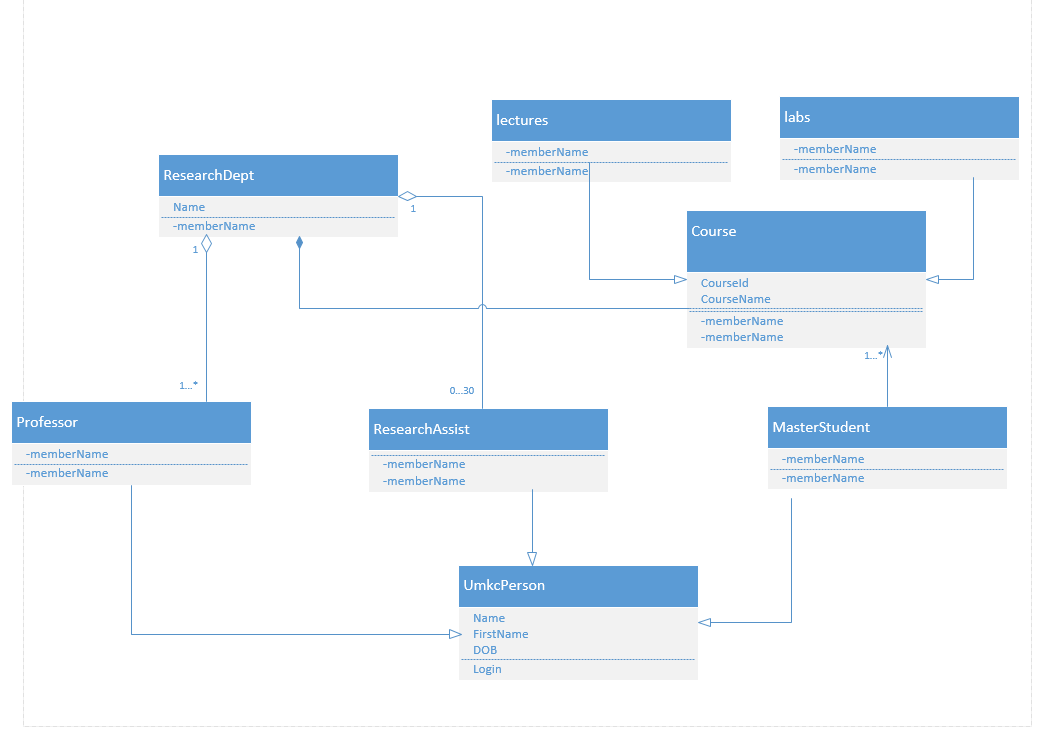 lectures
-memberName
-memberName
labs
-memberName
-memberName
ResearchDept
Name
-memberName
1
1
Course
CourseId
CourseName
-memberName
-memberName
1...*
1...*
0...30
Professor
-memberName
-memberName
ResearchAssist
-memberName
-memberName
MasterStudent
-memberName
-memberName
UmkcPerson
Name
FirstName
DOB
Login